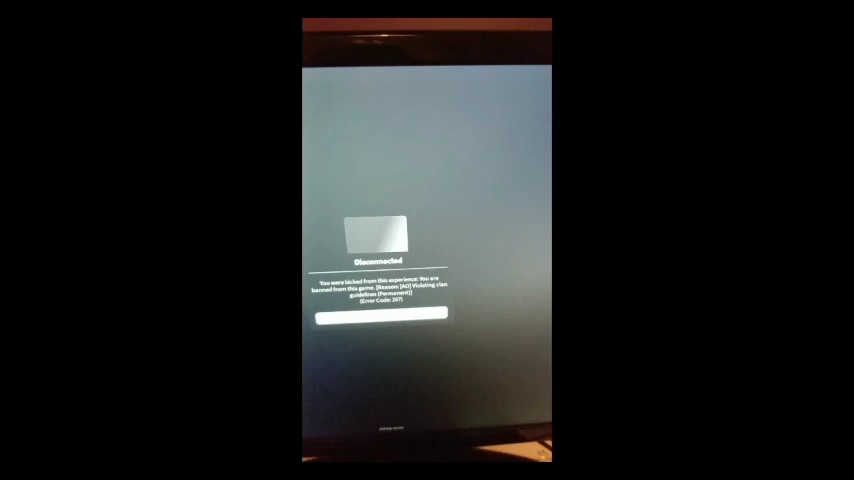 Disconnected
You were kicked from this experience: You are
banned from this game. [Reason: [AO] Violating clan
guidelines (Permanent)]
(Error Code: 267)